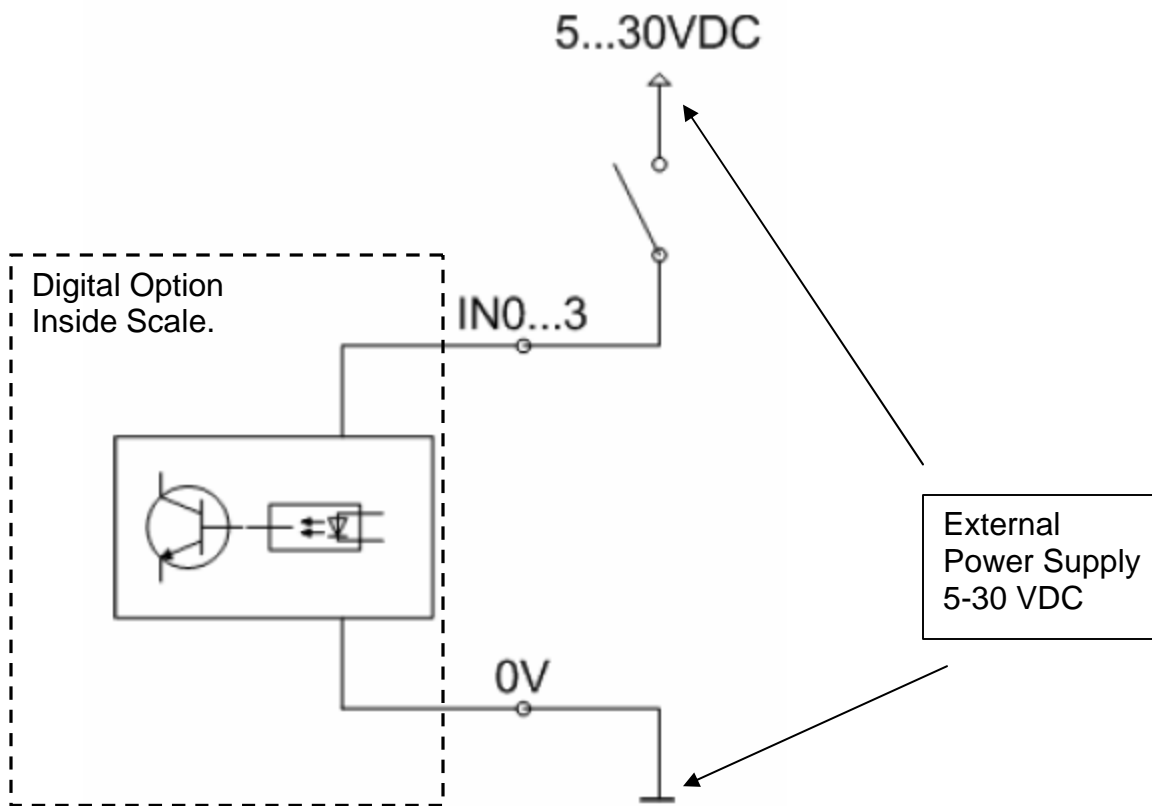 5...30VDC
Digital Option
Inside Scale.
IN0...3
External
Power Supply
5-30 VDC
0V